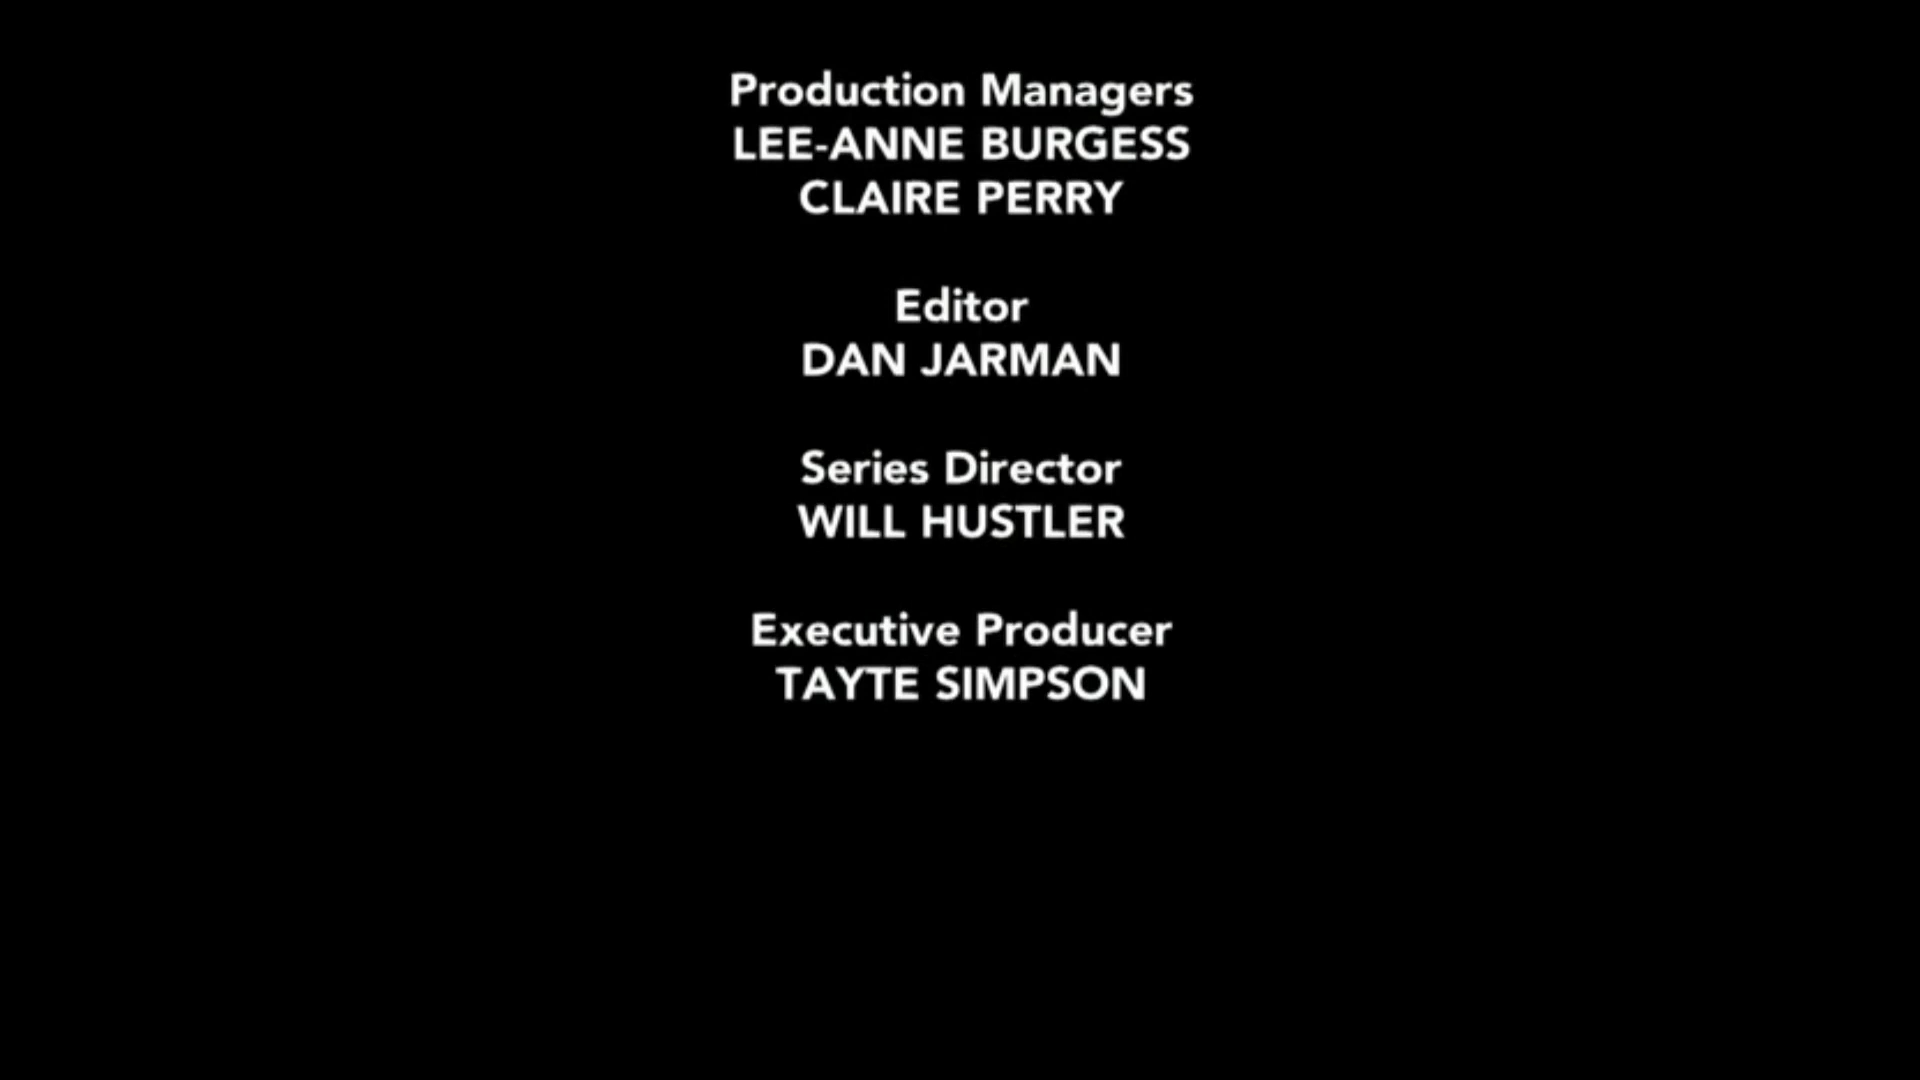 Production Managers
LEE-ANNE BURGESS
CLAIRE PERRY
Editor
DAN JARMAN
Series Director
WILL HUSTLER
Executive Producer
TAYTE SIMPSON